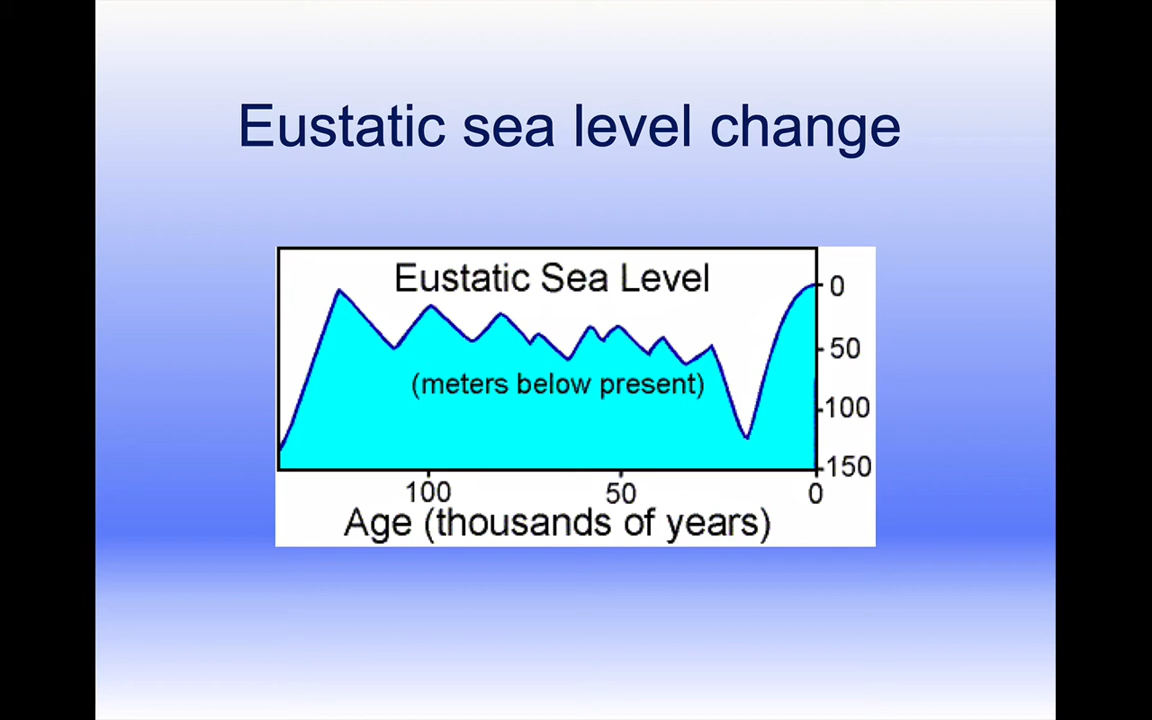 Eustatic sea level change
Eustatic Sea Level
(meters below present)
0
50
100
150
100 50 0
Age (thousands of years)